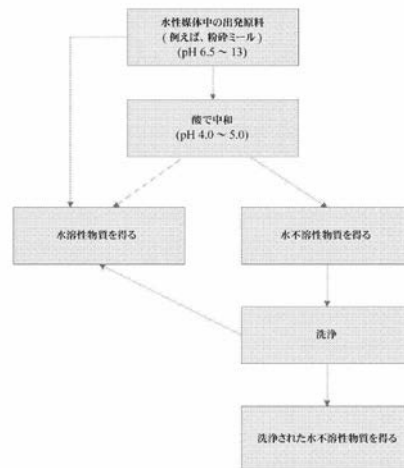 水性媒体中の出発原料
( 例えば、粉砕ミール )
(pH 6.5 ~ 13)
酸で中和
(pH 4.0 ~ 5.0)
水溶性物質を得る
水不溶性物質を得る
洗浄
洗浄された水不溶性物質を得る